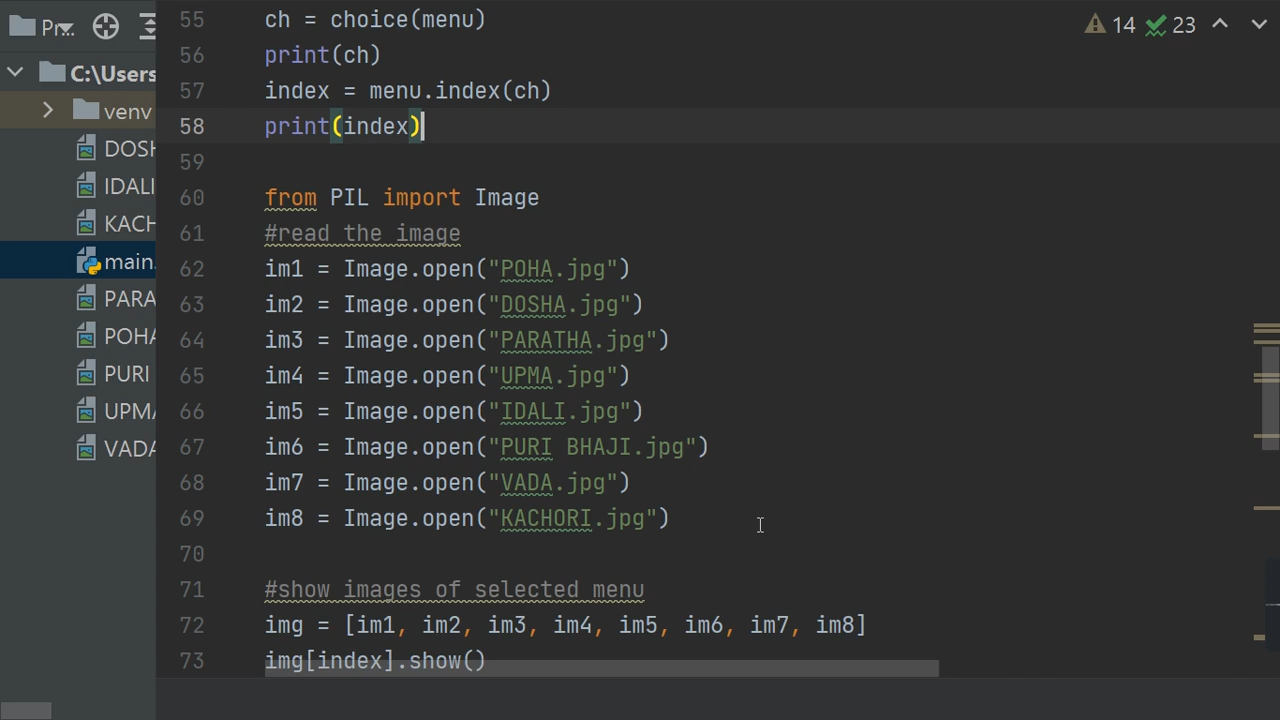 Pr...
C:\Users
venv
DOSH
IDALI
KACH
main.
PARA
POHA
PURI
UPMA
VADA
14 23
55 ch = choice(menu)
56 print(ch)
57 index = menu.index(ch)
58 print(index)
59
60 from PIL import Image
61 #read the image
62 im1 = Image.open("POHA.jpg")
63 im2 = Image.open("DOSHA.jpg")
64 im3 = Image.open("PARATHA.jpg")
65 im4 = Image.open("UPMA.jpg")
66 im5 = Image.open("IDALI.jpg")
67 im6 = Image.open("PURI BHAJI.jpg")
68 im7 = Image.open("VADA.jpg")
69 im8 = Image.open("KACHORI.jpg")
70
71 #show images of selected menu
72 img = [im1, im2, im3, im4, im5, im6, im7, im8]
73 img[index].show()